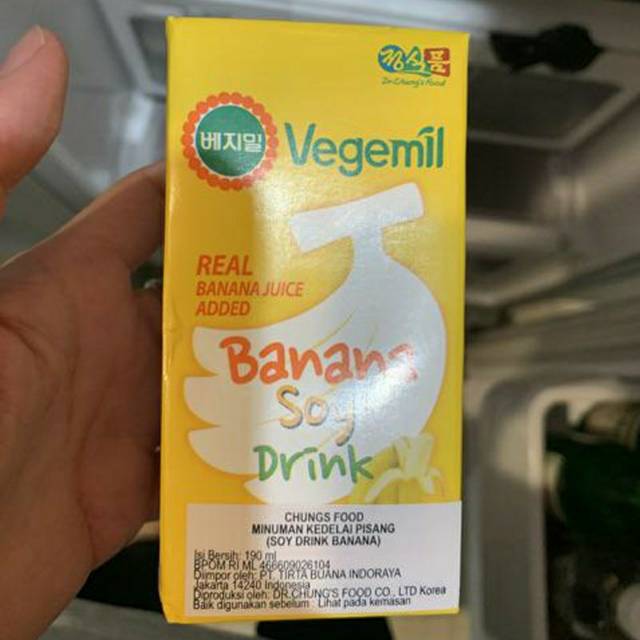 정식품
Dr.Chung's Food
베지밀
Vegemil
REAL
BANANA JUICE
ADDED
Banana
Soy
Drink
CHUNGS FOOD
MINUMAN KEDELAI PISANG
(SOY DRINK BANANA)
Isi Bersih: 190 ml
BPOM RI ML 466609026104
Diimpor oleh: PT. TIRTA BUANA INDORAYA
Jakarta 14240 Indonesia
Diproduksi oleh: DR.CHUNG'S FOOD CO., LTD Korea
Baik digunakan sebelum : Lihat pada kemasan